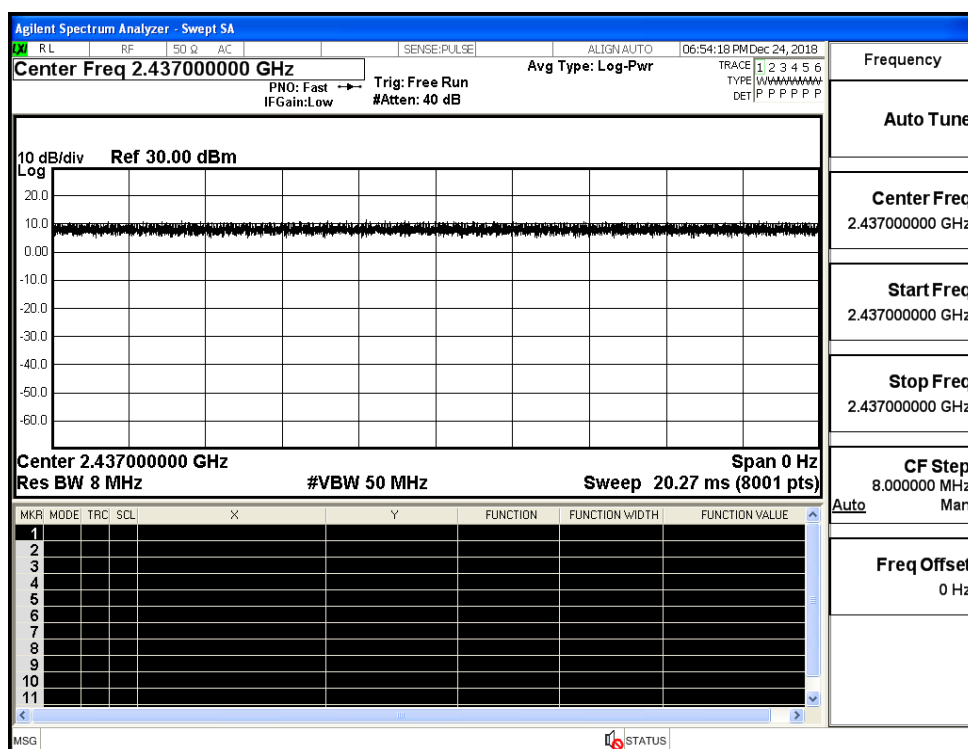 Agilent Spectrum Analyzer - Swept SA
LXI RL RF 50 Ω AC SENSE:PULSE ALIGN AUTO 06:54:18 PM Dec 24, 2018
Center Freq 2.437000000 GHz
PNO: Fast
IFGain:Low
Trig: Free Run
#Atten: 40 dB
Avg Type: Log-Pwr
TRACE 1 2 3 4 5 6
TYPE WWWWWW
DET P P P P P P
10 dB/div Ref 30.00 dBm
Log
20.0
10.0
0.00
-10.0
-20.0
-30.0
-40.0
-50.0
-60.0
Center 2.437000000 GHz Span 0 Hz
Res BW 8 MHz #VBW 50 MHz Sweep 20.27 ms (8001 pts)
MKR MODE TRC SCL X Y FUNCTION FUNCTION WIDTH FUNCTION VALUE
1
2
3
4
5
6
7
8
9
10
11
MSG STATUS
Frequency
Auto Tune
Center Freq
2.437000000 GHz
Start Freq
2.437000000 GHz
Stop Freq
2.437000000 GHz
CF Step
8.000000 MHz
Auto Man
Freq Offset
0 Hz